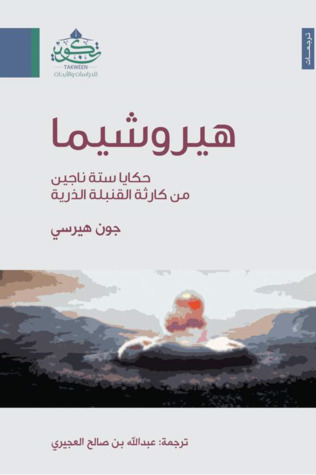 ترجمات
تكوين
TAKWEEN
للدراسات والأبحاث
هيروشيما
حكايا ستة ناجين
من كارثة القنبلة الذرية
جون هيرسي
ترجمة: عبدالله بن صالح العجيري